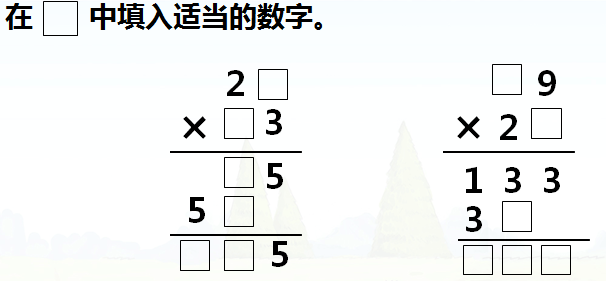 在 □ 中填入适当的数字。
2 □
× □ 3
□ 5
5 □
□ □ 5
□ 9
× 2 □
1 3 3
3 □
□ □ □